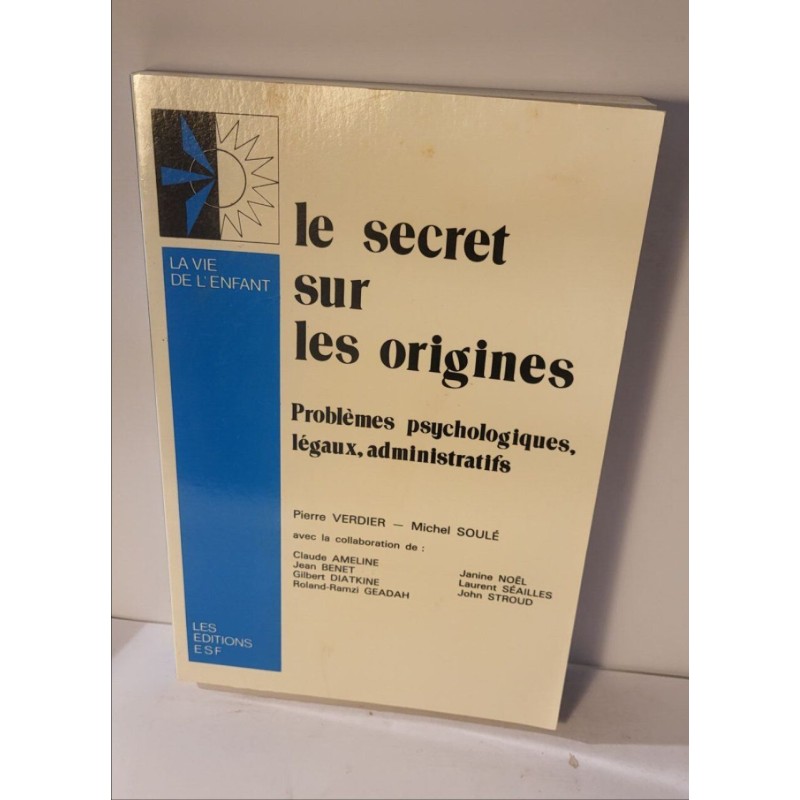 LA VIE
DE L'ENFANT
le secret
sur
les origines
Problèmes psychologiques,
légaux, administratifs
Pierre VERDIER — Michel SOULÉ
avec la collaboration de :
Claude AMELINE
Jean BENET
Gilbert DIATKINE
Roland-Ramzi GEADAH
Janine NOËL
Laurent SÉAILLES
John STROUD
LES
EDITIONS
ESF